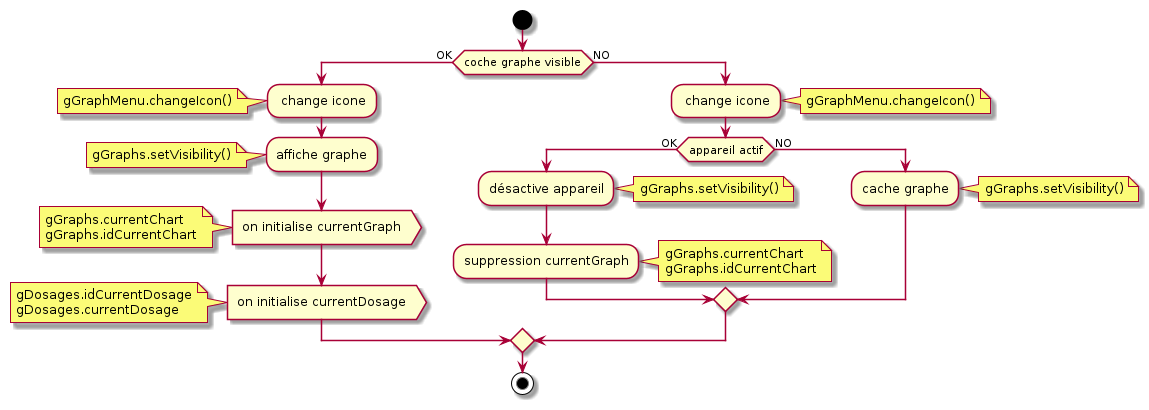 OK
coche graphe visible
NO
gGraphMenu.changeIcon()
change icone
change icone
gGraphMenu.changeIcon()
gGraphs.setVisibility()
affiche graphe
OK
appareil actif
NO
désactive appareil
gGraphs.setVisibility()
cache graphe
gGraphs.setVisibility()
gGraphs.currentChart
gGraphs.idCurrentChart
on initialise currentGraph
suppression currentGraph
gGraphs.currentChart
gGraphs.idCurrentChart
gDosages.idCurrentDosage
gDosages.currentDosage
on initialise currentDosage